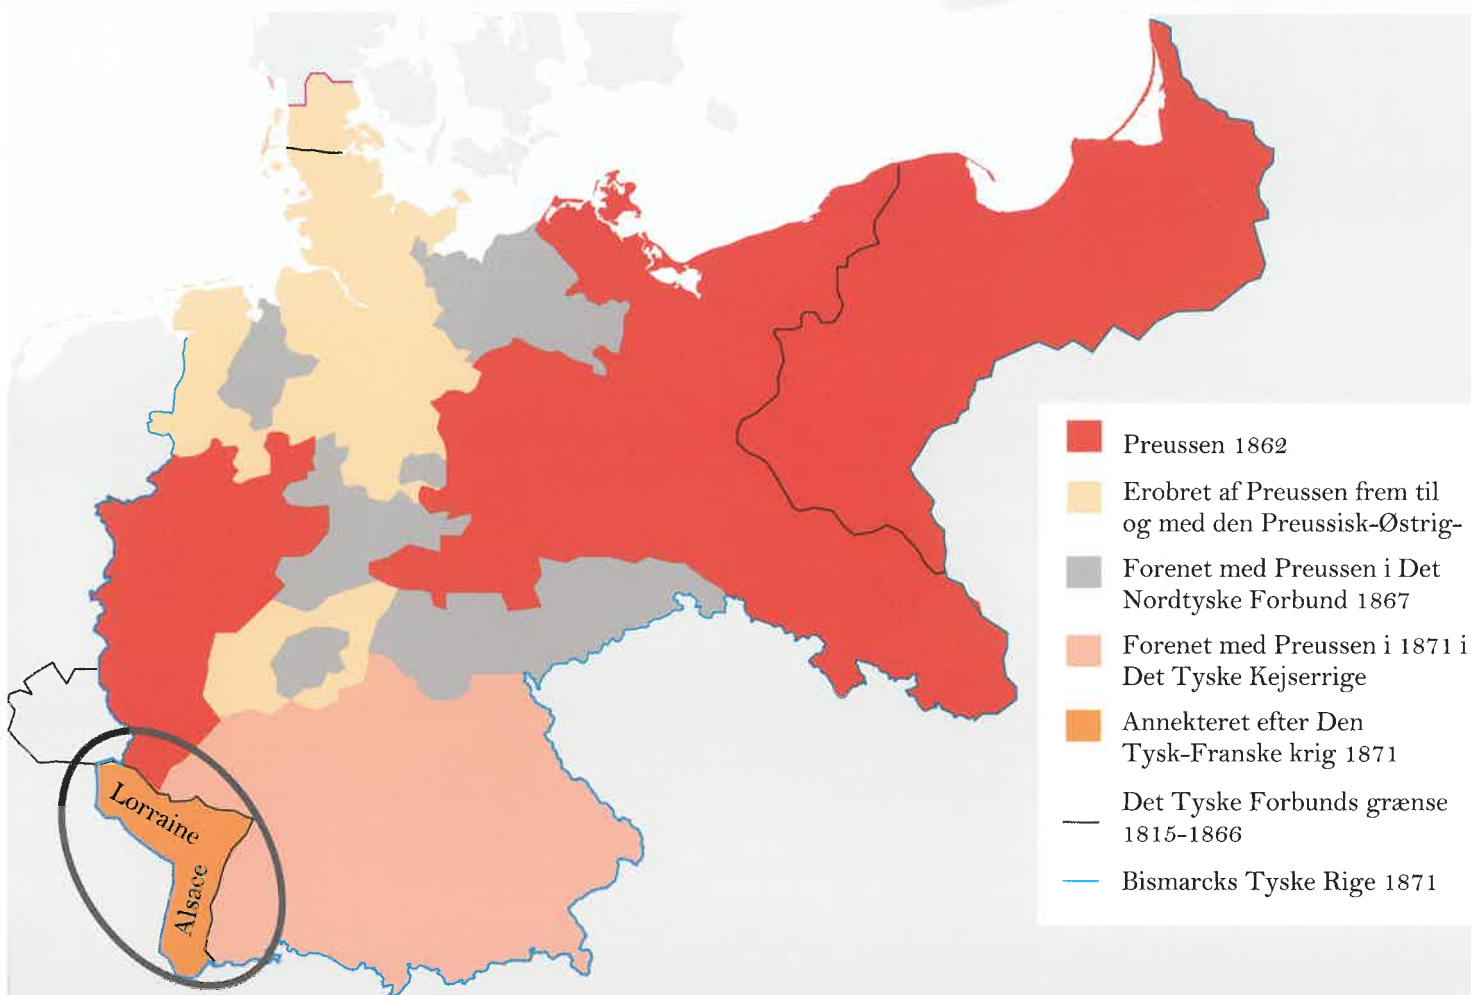 Preussen 1862
Erobret af Preussen frem til
og med den Preussisk-Østrig-
Forenet med Preussen i Det
Nordtyske Forbund 1867
Forenet med Preussen i 1871 i
Det Tyske Kejserrige
Annekteret efter Den
Tysk-Franske krig 1871
Det Tyske Forbunds grænse
1815-1866
Bismarcks Tyske Rige 1871
Lorraine
Alsace